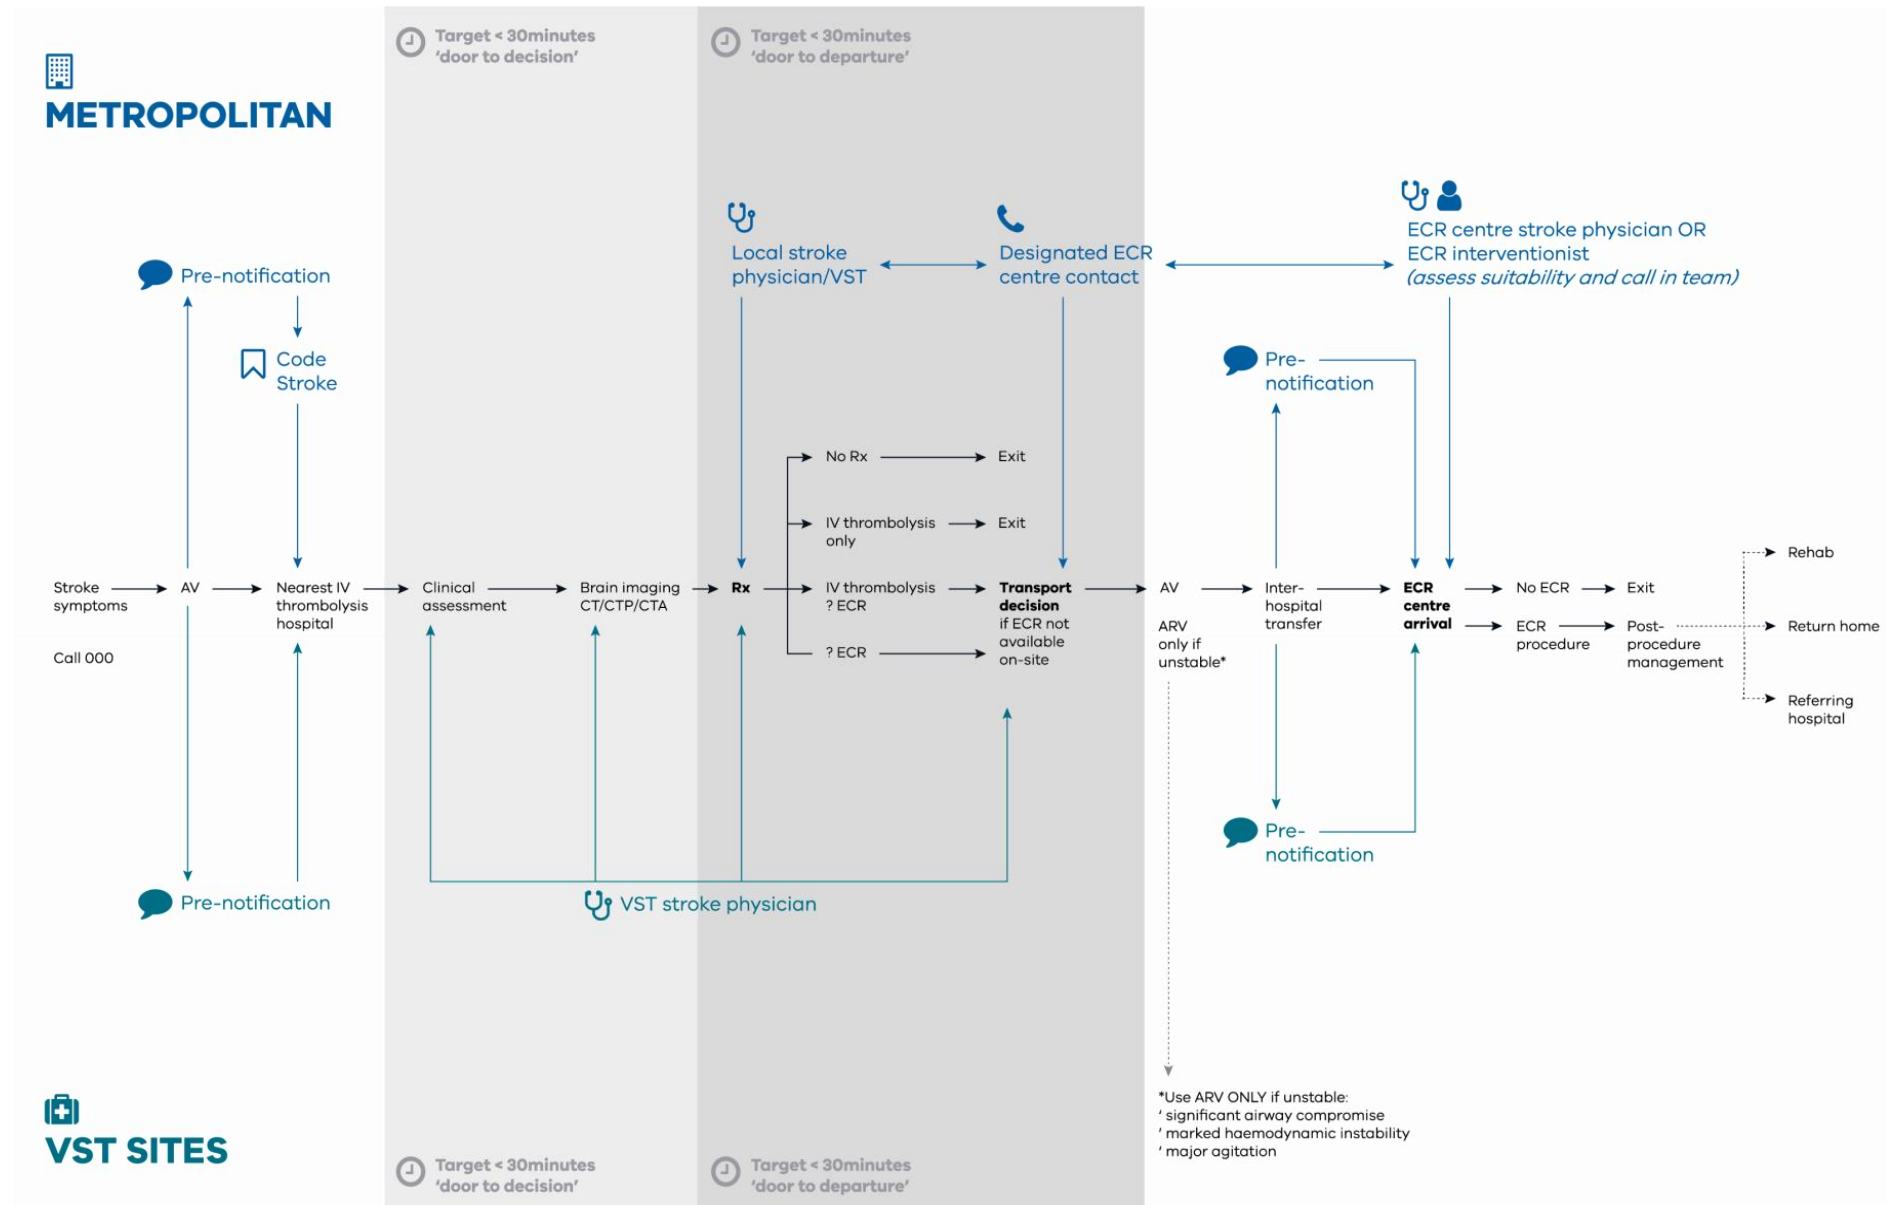 Target < 30minutes
'door to decision'
Target < 30minutes
'door to departure'
METROPOLITAN
Local stroke
physician/VST
Designated ECR
centre contact
ECR centre stroke physician OR
ECR interventionist
(assess suitability and call in team)
Pre-notification
Code
Stroke
Pre-
notification
No Rx
Exit
IV thrombolysis
only
Exit
Stroke
symptoms
Call 000
AV
Nearest IV
thrombolysis
hospital
Clinical
assessment
Brain imaging
CT/CTP/CTA
Rx
IV thrombolysis
? ECR
? ECR
Transport
decision
if ECR not
available
on-site
AV
ARV
only if
unstable*
Inter-
hospital
transfer
ECR
centre
arrival
No ECR
Exit
ECR
procedure
Post-
procedure
management
Rehab
Return home
Referring
hospital
Pre-
notification
Pre-notification
VST stroke physician
*Use ARV ONLY if unstable:
' significant airway compromise
' marked haemodynamic instability
' major agitation
VST SITES
Target < 30minutes
'door to decision'
Target < 30minutes
'door to departure'